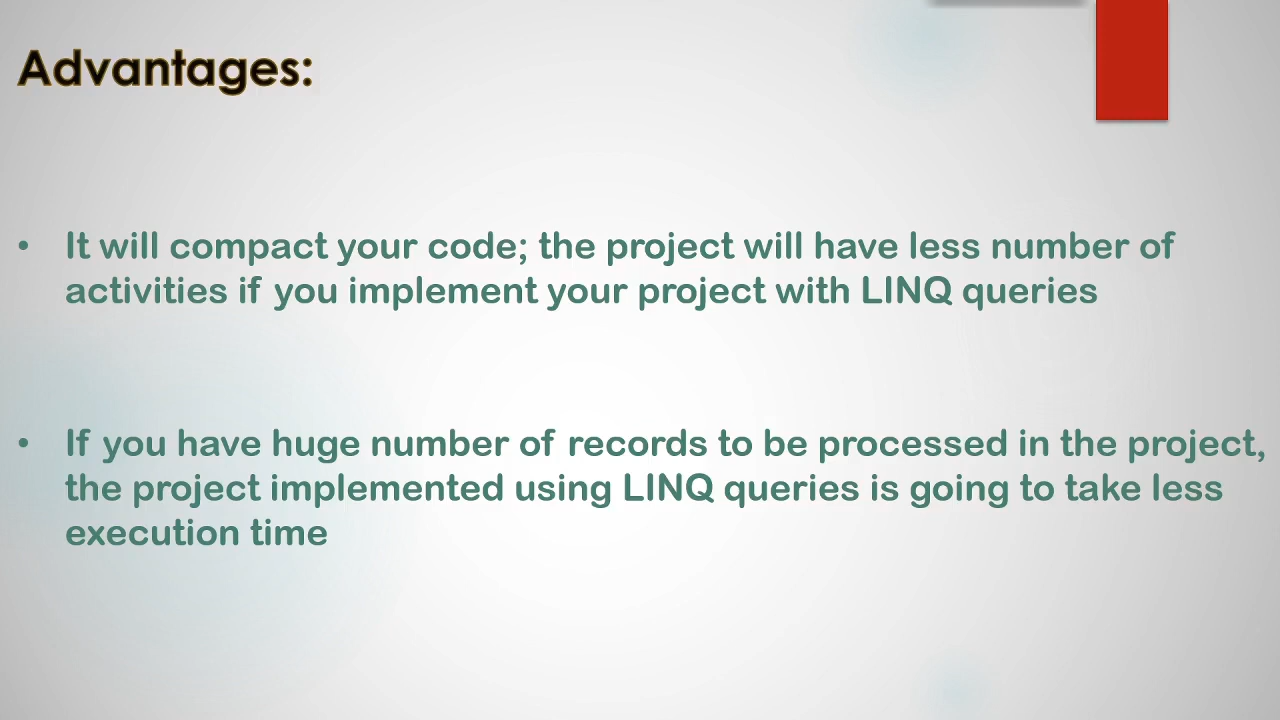 Advantages:
• It will compact your code; the project will have less number of
activities if you implement your project with LINQ queries
• If you have huge number of records to be processed in the project,
the project implemented using LINQ queries is going to take less
execution time